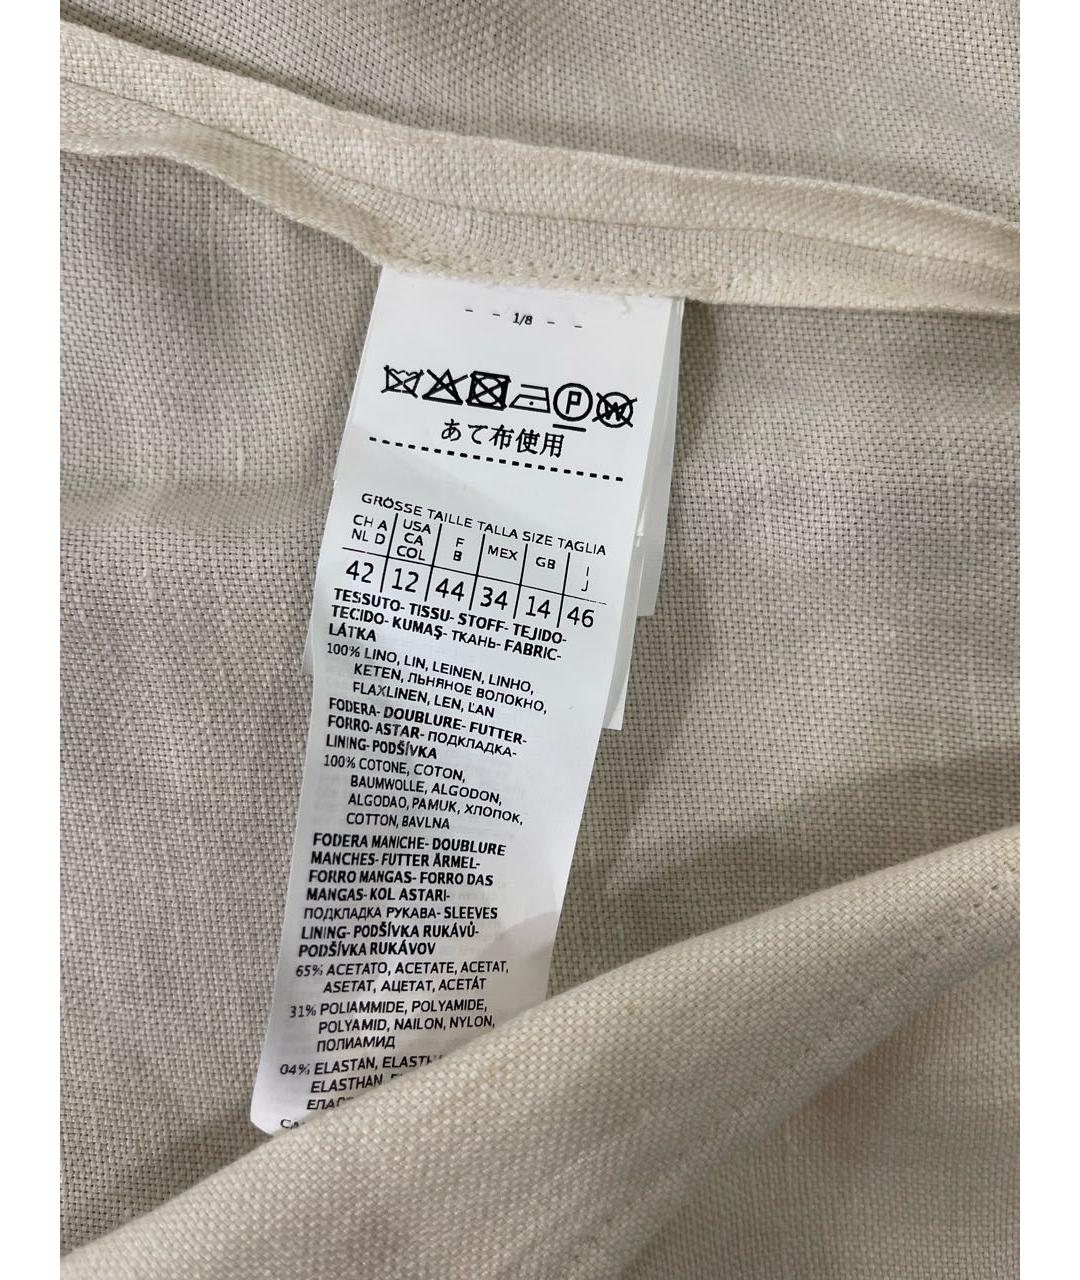 - - 1/8 - -
P W
あて布使用
GRÖSSE TAILLE TALLA SIZE TAGLIA
CH A NL D | USA CA COL | F B | MEX | GB | I J
42 | 12 | 44 | 34 | 14 | 46
TESSUTO- TISSU- STOFF- TEJIDO-
TECIDO- KUMAŞ- ТКАНЬ- FABRIC-
LÁTKA
100% LINO, LIN, LEINEN, LINHO,
KETEN, ЛЬНЯНОЕ ВОЛОКНО,
FLAXLINEN, LEN, ĽAN
FODERA- DOUBLURE- FUTTER-
FORRO- ASTAR- ПОДКЛАДКА-
LINING- PODŠÍVKA
100% COTONE, COTON,
BAUMWOLLE, ALGODON,
ALGODAO, PAMUK, ХЛОПОК,
COTTON, BAVLNA
FODERA MANICHE- DOUBLURE
MANCHES- FUTTER ÄRMEL-
FORRO MANGAS- FORRO DAS
MANGAS- KOL ASTARI-
ПОДКЛАДКА РУКАВА- SLEEVES
LINING- PODŠÍVKA RUKÁVŮ-
PODŠÍVKA RUKÁVOV
65% ACETATO, ACETATE, ACETAT,
ASETAT, АЦЕТАТ, ACETÁT
31% POLIAMMIDE, POLYAMIDE,
POLYAMID, NAILON, NYLON,
ПОЛИАМИД
04% ELASTAN,
ELASTHAN,